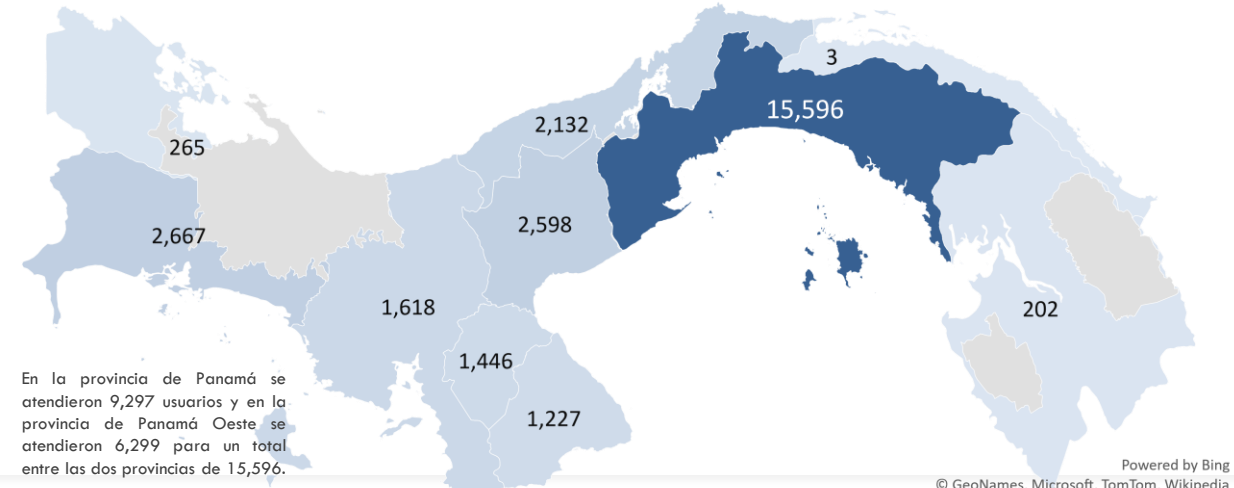 3
15,596
2,132
265
2,598
2,667
202
1,618
1,446
1,227
En la provincia de Panamá se
atendieron 9,297 usuarios y en la
provincia de Panamá Oeste se
atendieron 6,299 para un total
entre las dos provincias de 15,596.
Powered by Bing
© GeoNames, Microsoft, TomTom, Wikipedia